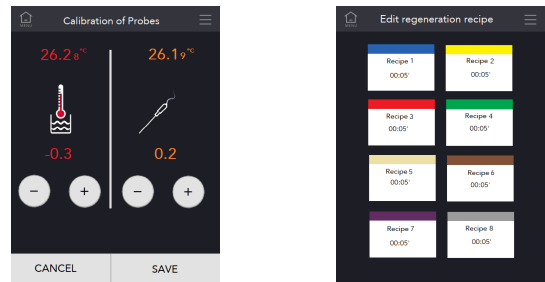 Calibration of Probes
MENU
26.28°C
26.19°C
-0.3
0.2
− +
− +
CANCEL
SAVE
Edit regeneration recipe
MENU
Recipe 1
00:05'
Recipe 2
00:05'
Recipe 3
00:05'
Recipe 4
00:05'
Recipe 5
00:05'
Recipe 6
00:05'
Recipe 7
00:05'
Recipe 8
00:05'